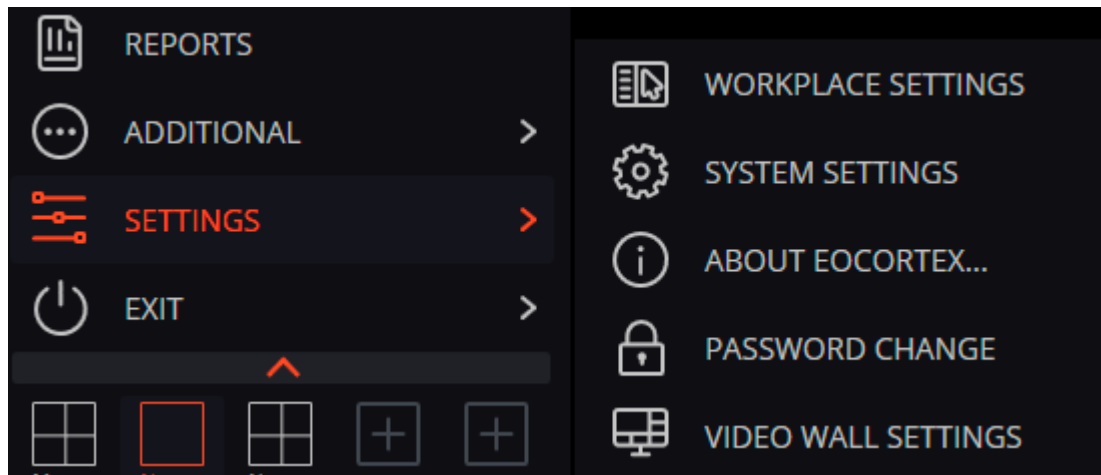 REPORTS
ADDITIONAL
SETTINGS
EXIT
WORKPLACE SETTINGS
SYSTEM SETTINGS
ABOUT EOCORTEX...
PASSWORD CHANGE
VIDEO WALL SETTINGS